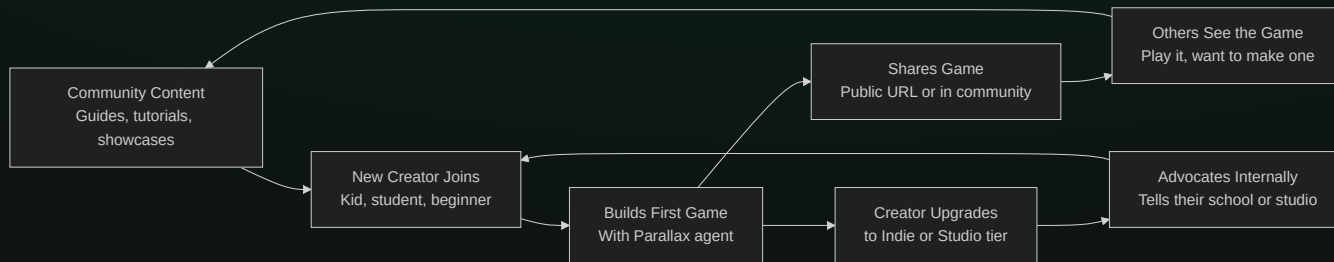 Community Content
Guides, tutorials,
showcases
New Creator Joins
Kid, student, beginner
Builds First Game
With Parallax agent
Shares Game
Public URL or in community
Others See the Game
Play it, want to make one
Creator Upgrades
to Indie or Studio tier
Advocates Internally
Tells their school or studio